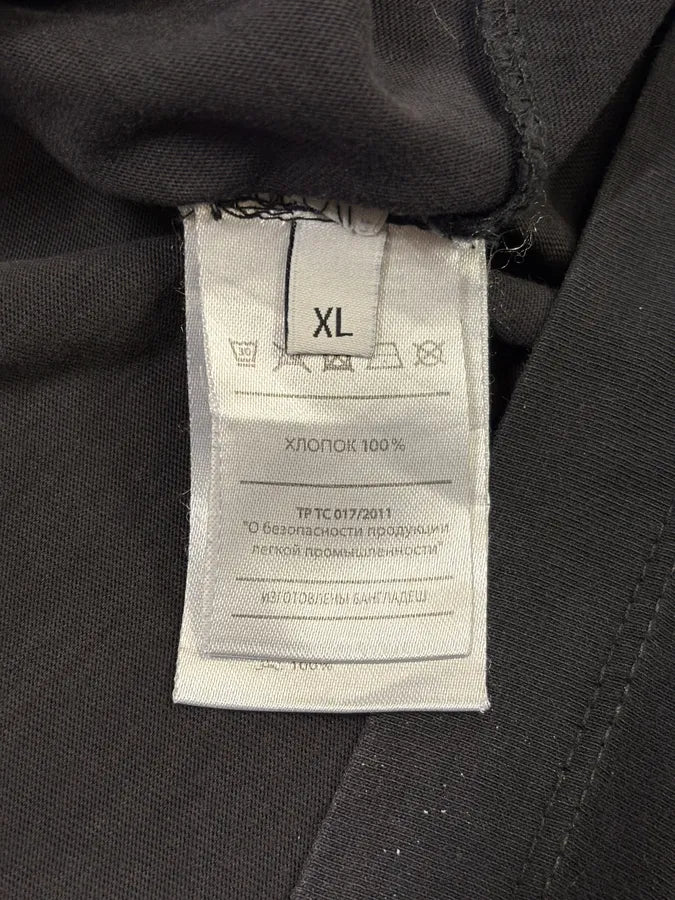 XL
30
ХЛОПОК 100%
ТР ТС 017/2011
"О безопасности продукции
легкой промышленности"
ИЗГОТОВЛЕНЫ БАНГЛАДЕШ
100%